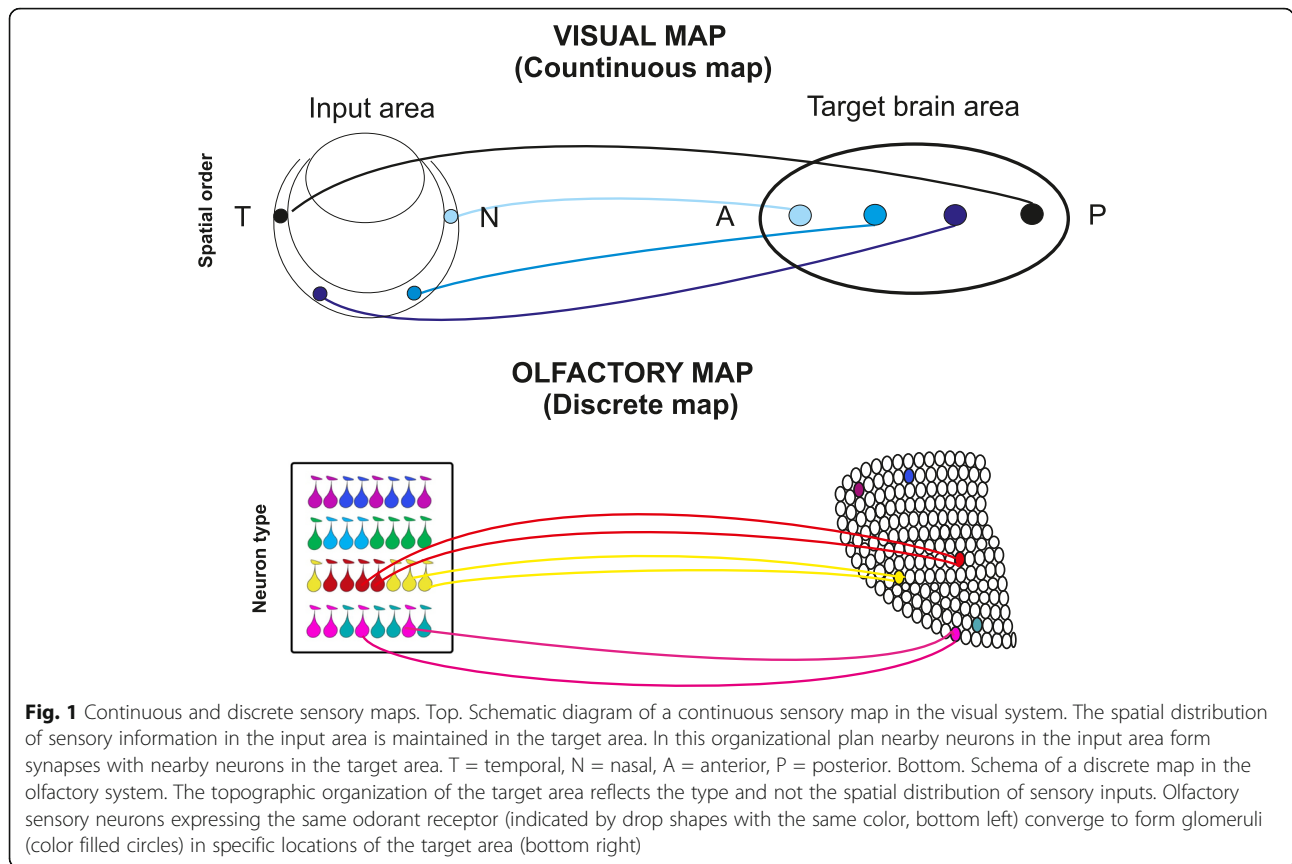 VISUAL MAP
(Countinuous map)
Input area
Target brain area
Spatial order
T
N
A
P
OLFACTORY MAP
(Discrete map)
Neuron type
Fig. 1 Continuous and discrete sensory maps. Top. Schematic diagram of a continuous sensory map in the visual system. The spatial distribution
of sensory information in the input area is maintained in the target area. In this organizational plan nearby neurons in the input area form
synapses with nearby neurons in the target area. T = temporal, N = nasal, A = anterior, P = posterior. Bottom. Schema of a discrete map in the
olfactory system. The topographic organization of the target area reflects the type and not the spatial distribution of sensory inputs. Olfactory
sensory neurons expressing the same odorant receptor (indicated by drop shapes with the same color, bottom left) converge to form glomeruli
(color filled circles) in specific locations of the target area (bottom right)